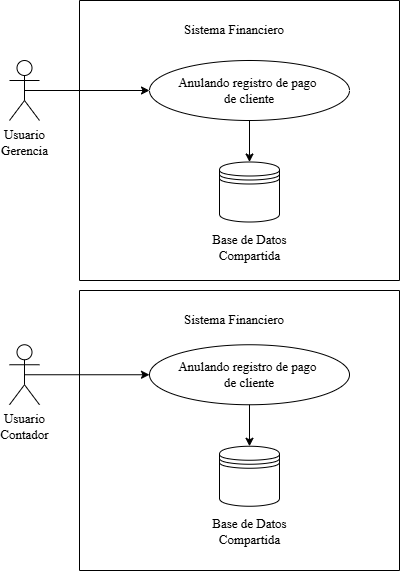 Sistema Financiero
Anulando registro de pago
de cliente
Usuario
Gerencia
Base de Datos
Compartida
Sistema Financiero
Anulando registro de pago
de cliente
Usuario
Contador
Base de Datos
Compartida